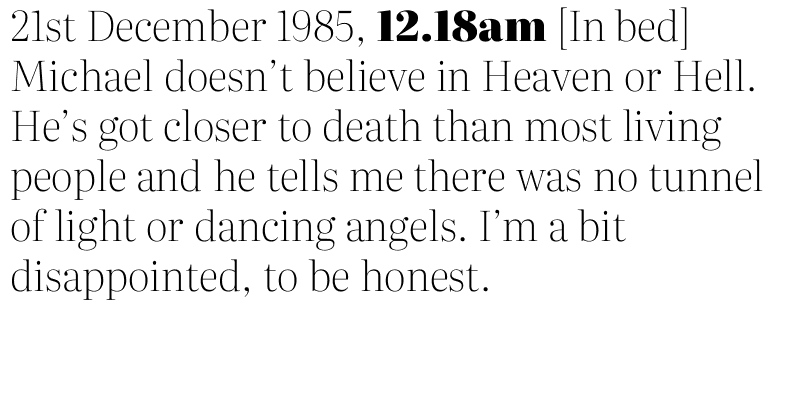 21st December 1985, 12.18am [In bed]
Michael doesn’t believe in Heaven or Hell.
He’s got closer to death than most living
people and he tells me there was no tunnel
of light or dancing angels. I’m a bit
disappointed, to be honest.